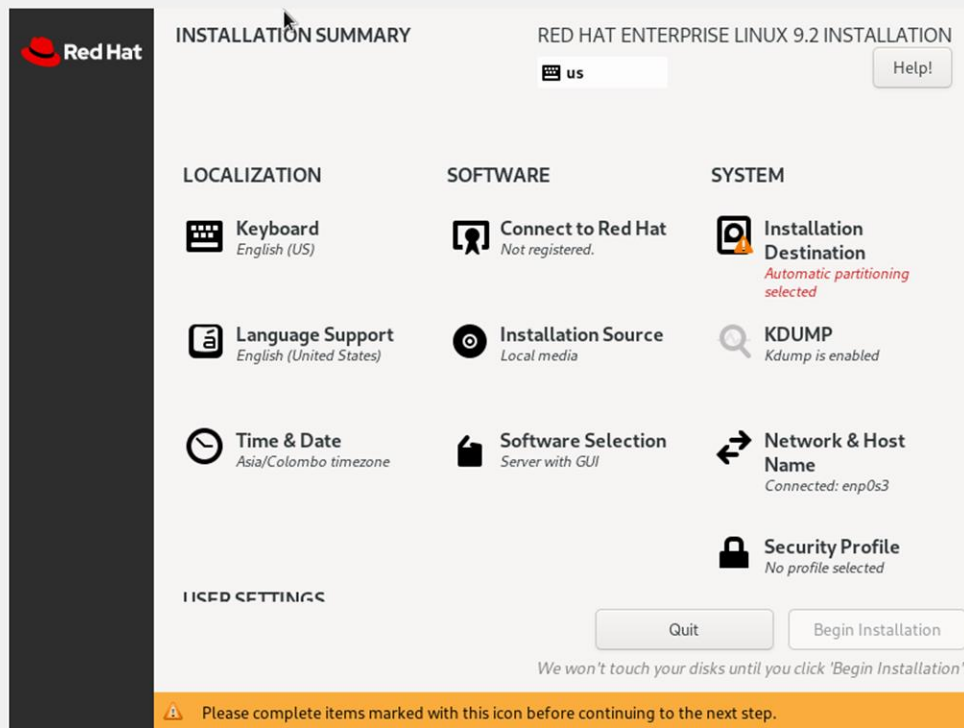 Red Hat
INSTALLATION SUMMARY
RED HAT ENTERPRISE LINUX 9.2 INSTALLATION
us
Help!
LOCALIZATION
Keyboard
English (US)
Language Support
English (United States)
Time & Date
Asia/Colombo timezone
SOFTWARE
Connect to Red Hat
Not registered.
Installation Source
Local media
Software Selection
Server with GUI
SYSTEM
Installation
Destination
Automatic partitioning
selected
KDUMP
Kdump is enabled
Network & Host
Name
Connected: enp0s3
Security Profile
No profile selected
USER SETTINGS
Quit
Begin Installation
We won't touch your disks until you click 'Begin Installation'
Please complete items marked with this icon before continuing to the next step.